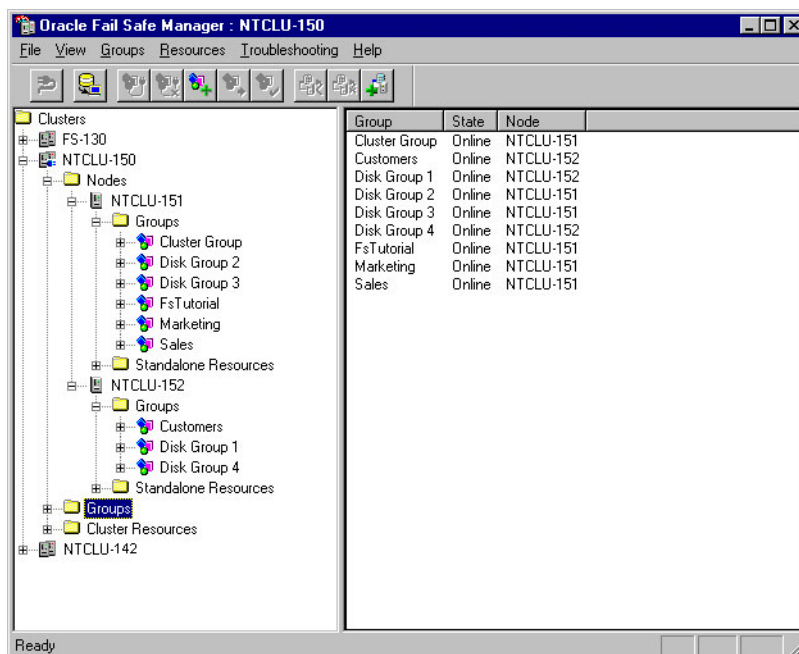 Oracle Fail Safe Manager : NTCLU-150
File View Groups Resources Troubleshooting Help
Clusters
FS-130
NTCLU-150
Nodes
NTCLU-151
Groups
Cluster Group
Disk Group 2
Disk Group 3
FsTutorial
Marketing
Sales
Standalone Resources
NTCLU-152
Groups
Customers
Disk Group 1
Disk Group 4
Standalone Resources
Groups
Cluster Resources
NTCLU-142
Group State Node
Cluster Group Online NTCLU-151
Customers Online NTCLU-152
Disk Group 1 Online NTCLU-152
Disk Group 2 Online NTCLU-151
Disk Group 3 Online NTCLU-151
Disk Group 4 Online NTCLU-152
FsTutorial Online NTCLU-151
Marketing Online NTCLU-151
Sales Online NTCLU-151
Ready